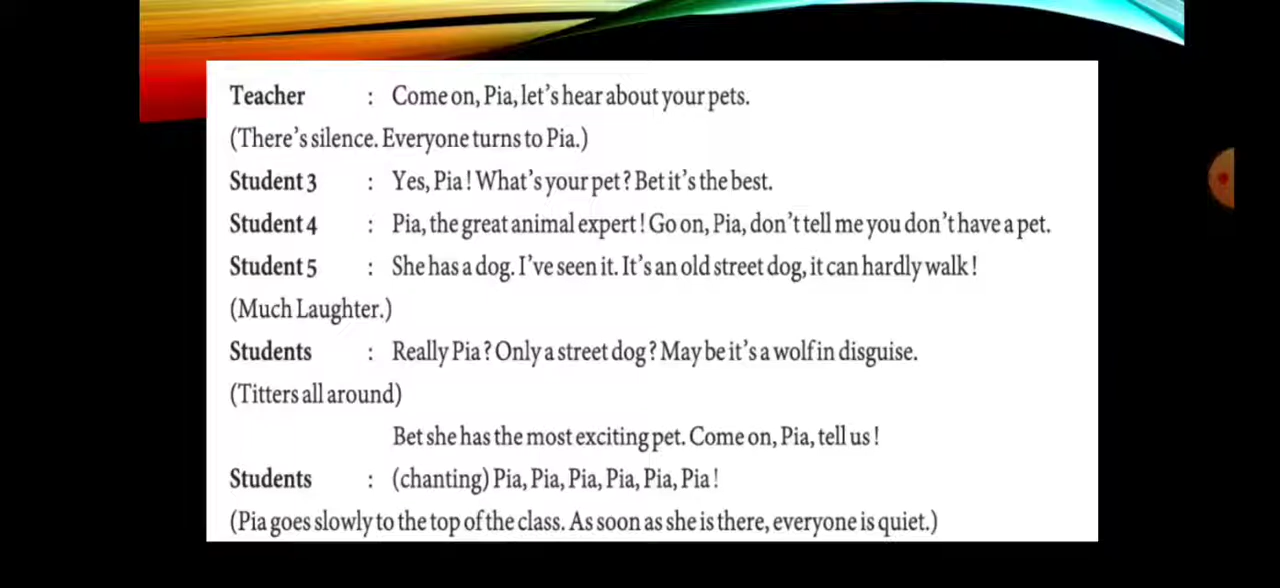 Teacher : Come on, Pia, let's hear about your pets.
(There's silence. Everyone turns to Pia.)
Student 3 : Yes, Pia! What's your pet? Bet it's the best.
Student 4 : Pia, the great animal expert! Go on, Pia, don't tell me you don't have a pet.
Student 5 : She has a dog. I've seen it. It's an old street dog, it can hardly walk!
(Much Laughter.)
Students : Really Pia? Only a street dog? May be it's a wolf in disguise.
(Titters all around)
Bet she has the most exciting pet. Come on, Pia, tell us!
Students : (chanting) Pia, Pia, Pia, Pia, Pia, Pia!
(Pia goes slowly to the top of the class. As soon as she is there, everyone is quiet.)